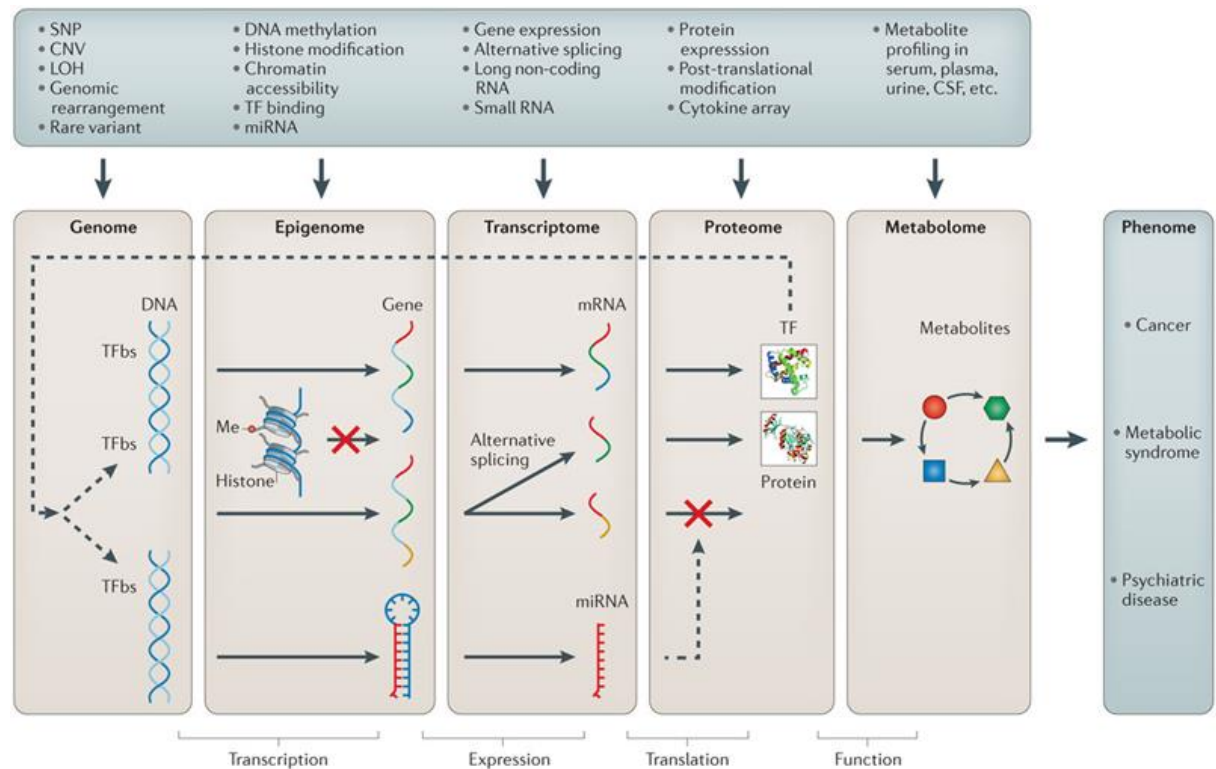 • SNP
• CNV
• LOH
• Genomic
rearrangement
• Rare variant
• DNA methylation
• Histone modification
• Chromatin
accessibility
• TF binding
• miRNA
• Gene expression
• Alternative splicing
• Long non-coding
RNA
• Small RNA
• Protein
expresssion
• Post-translational
modification
• Cytokine array
• Metabolite
profiling in
serum, plasma,
urine, CSF, etc.
Genome
DNA
TFbs
TFbs
TFbs
Epigenome
Gene
Me
Histone
Transcriptome
mRNA
Alternative
splicing
miRNA
Proteome
TF
Protein
Metabolome
Metabolites
Phenome
• Cancer
• Metabolic
syndrome
• Psychiatric
disease
Transcription
Expression
Translation
Function